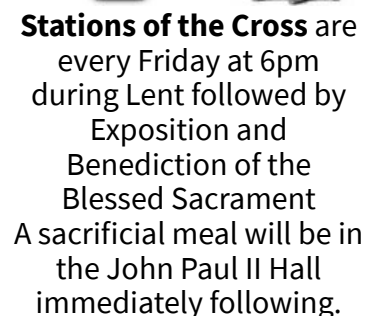 Stations of the Cross are
every Friday at 6pm
during Lent followed by
Exposition and
Benediction of the
Blessed Sacrament
A sacrificial meal will be in
the John Paul II Hall
immediately following.